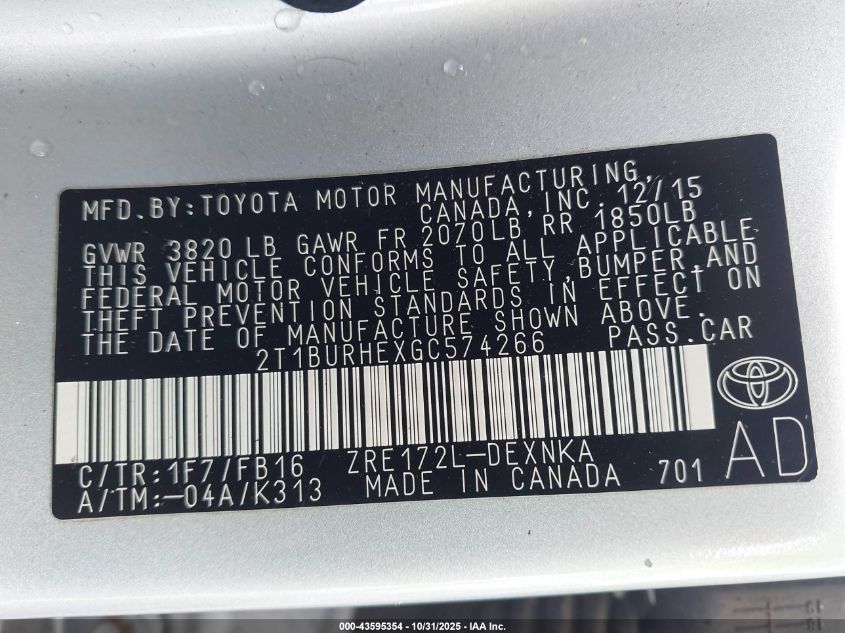 MFD.BY:TOYOTA MOTOR MANUFACTURING,
CANADA,INC. 12/15
GVWR 3820 LB GAWR FR 2070LB RR 1850LB
THIS VEHICLE CONFORMS TO ALL APPLICABLE
FEDERAL MOTOR VEHICLE SAFETY,BUMPER,AND
THEFT PREVENTION STANDARDS IN EFFECT ON
THE DATE OF MANUFACTURE SHOWN ABOVE.
2T1BURHEXGC574266 PASS.CAR
C/TR:1F7/FB16 ZRE172L-DEXNKA
A/TM:-04A/K313 MADE IN CANADA 701
AD
000-43595354 - 10/31/2025 - IAA Inc.